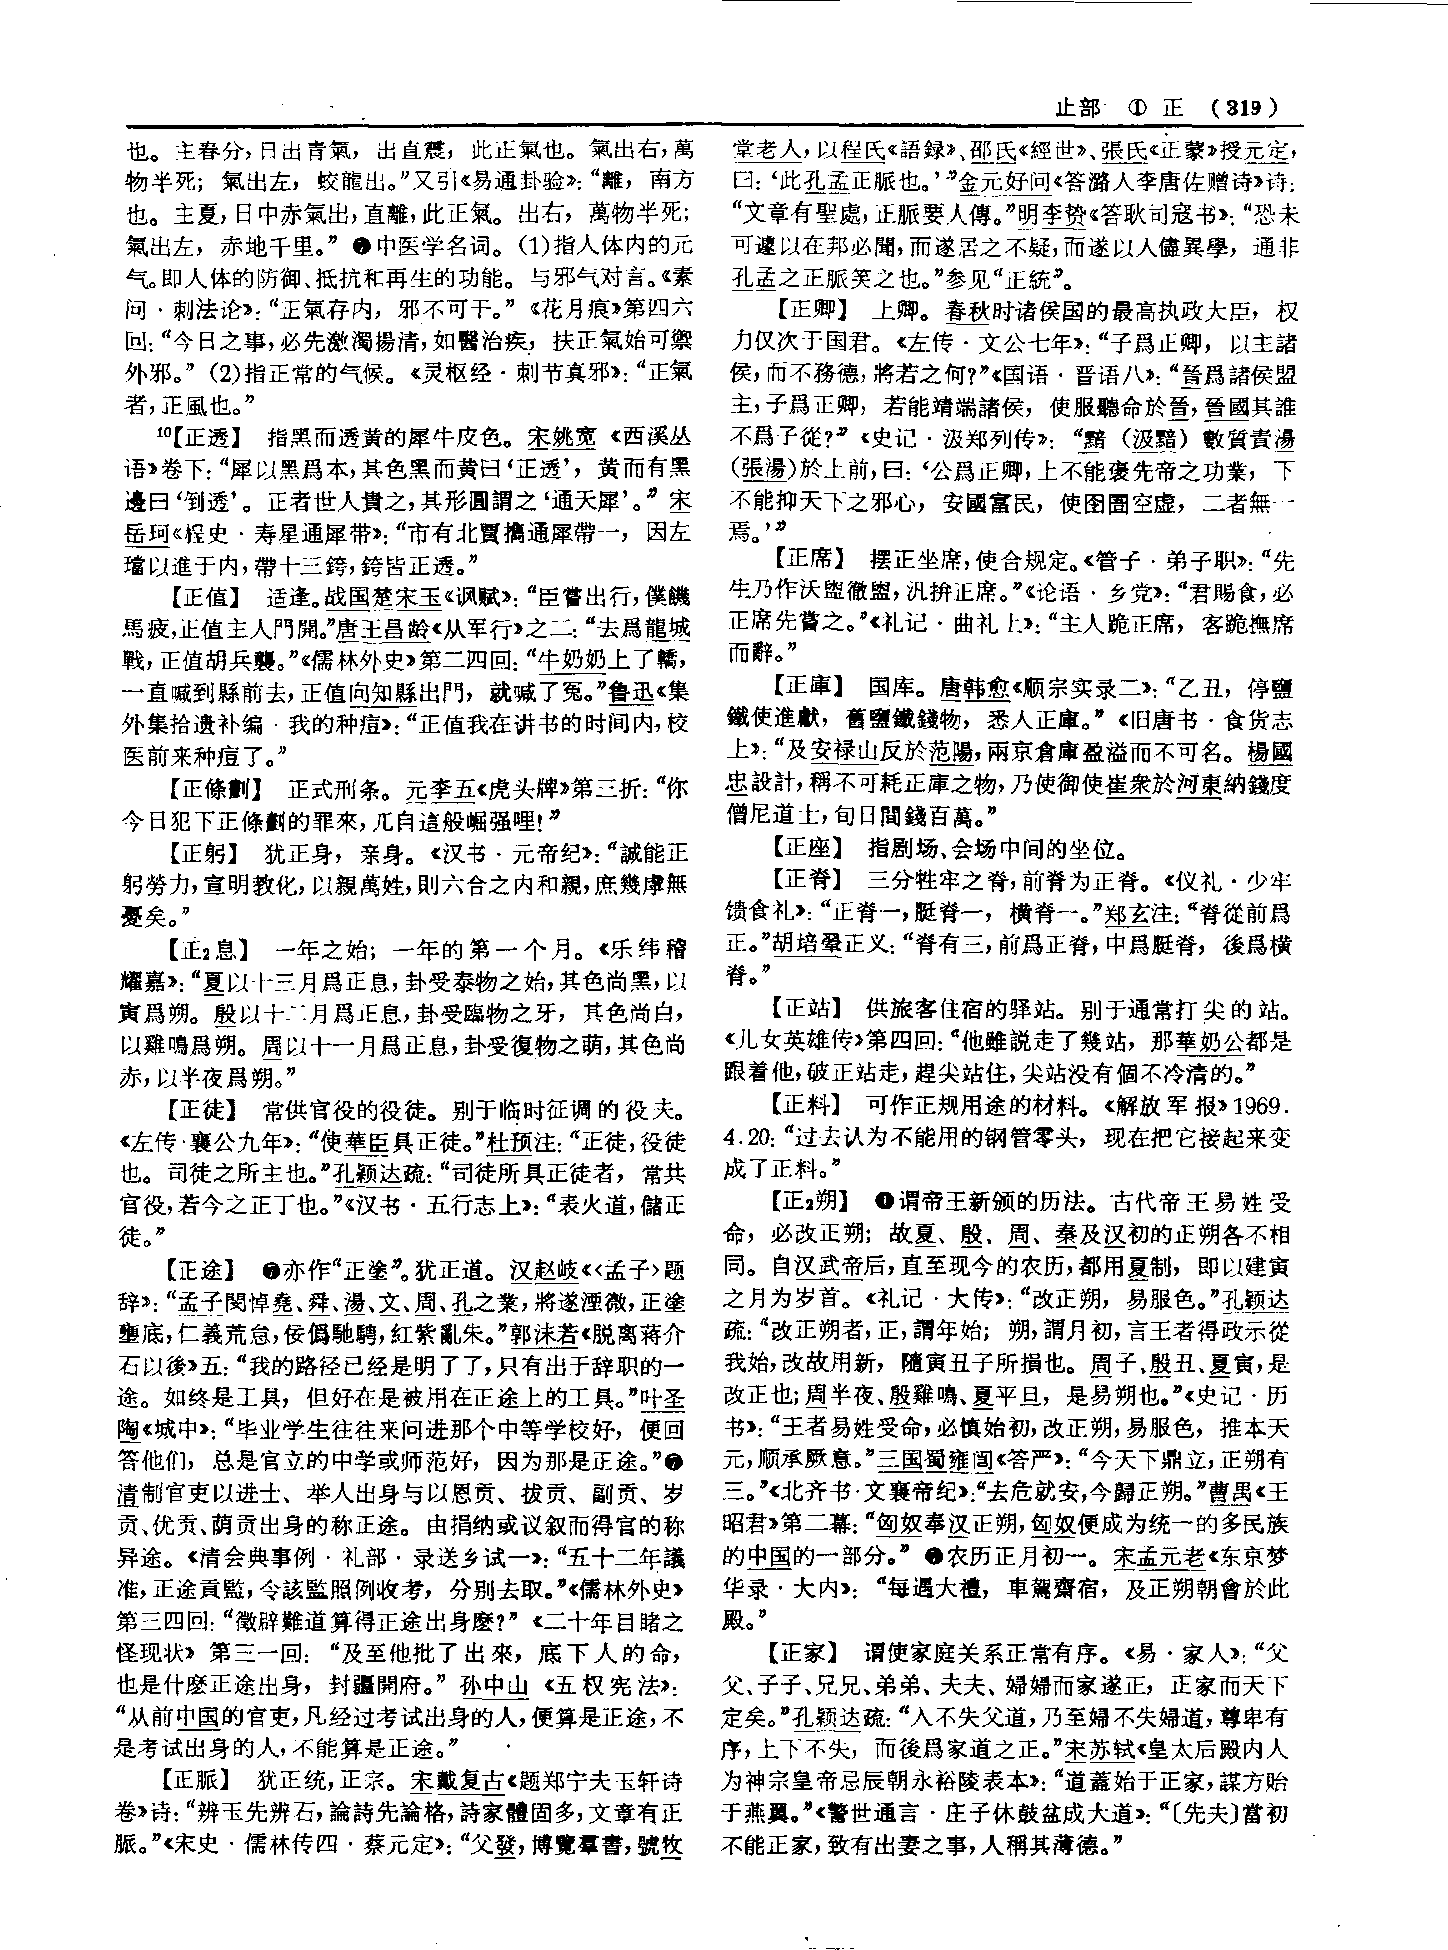 止部 ① 正 （319）
也。主春分，日出青氣，出直震，此正氣也。氣出右，萬
物半死；氣出左，蛟龍出。”又引《易通卦验》：“離，南方
也。主夏，日中赤氣出，直離，此正氣。出右，萬物半死；
氣出左，赤地千里。”❷中医学名词。（1）指人体内的元
气。即人体的防御、抵抗和再生的功能。与邪气对言。《素
问·刺法论》：“正氣存内，邪不可干。”《花月痕》第四六
回：“今日之事，必先激濁揚清，如醫治疾，扶正氣始可禦
外邪。”（2）指正常的气候。《灵枢经·刺节真邪》：“正氣
者，正風也。”
¹⁰【正透】 指黑而透黄的犀牛皮色。宋姚宽《西溪丛
语》卷下：“犀以黑爲本，其色黑而黄曰‘正透’，黄而有黑
邊曰‘到透’。正者世人貴之，其形圓謂之‘通天犀’。”宋
岳珂《桯史·寿星通犀带》：“市有北賈攜通犀帶一，因左
璫以進于内，帶十三銙，銙皆正透。”
【正值】 适逢。战国楚宋玉《讽赋》：“臣嘗出行，僕饑
馬疲，正值主人門開。”唐王昌龄《从军行》之二：“去爲龍城
戰，正值胡兵襲。”《儒林外史》第二四回：“牛奶奶上了轎，
一直喊到縣前去，正值向知縣出門，就喊了冤。”鲁迅《集
外集拾遗补编·我的种痘》：“正值我在讲书的时间内，校
医前来种痘了。”
【正條劃】 正式刑条。元李五《虎头牌》第三折：“你
今日犯下正條劃的罪來，兀自這般崛强哩！”
【正躬】 犹正身，亲身。《汉书·元帝纪》：“誠能正
躬勞力，宣明教化，以親萬姓，則六合之内和親，庶幾虖無
憂矣。”
【正₂息】 一年之始；一年的第一个月。《乐纬稽
耀嘉》：“夏以十三月爲正息，卦受泰物之始，其色尚黑，以
寅爲朔。殷以十二月爲正息，卦受臨物之牙，其色尚白，
以雞鳴爲朔。周以十一月爲正息，卦受復物之萌，其色尚
赤，以半夜爲朔。”
【正徒】 常供官役的役徒。别于临时征调的役夫。
《左传·襄公九年》：“使華臣具正徒。”杜预注：“正徒，役徒
也。司徒之所主也。”孔颖达疏：“司徒所具正徒者，常共
官役，若今之正丁也。”《汉书·五行志上》：“表火道，儲正
徒。”
【正途】 ❶亦作“正塗”。犹正道。汉赵岐《〈孟子〉题
辞》：“孟子閔悼堯、舜、湯、文、周、孔之業，將遂湮微，正塗
壅底，仁義荒怠，佞僞馳騁，紅紫亂朱。”郭沫若《脱离蒋介
石以後》五：“我的路径已经是明了了，只有出于辞职的一
途。如终是工具，但好在是被用在正途上的工具。”叶圣
陶《城中》：“毕业学生往往来问进那个中等学校好，便回
答他们，总是官立的中学或师范好，因为那是正途。”❷
清制官吏以进士、举人出身与以恩贡、拔贡、副贡、岁
贡、优贡、荫贡出身的称正途。由捐纳或议叙而得官的称
异途。《清会典事例·礼部·录送乡试一》：“五十二年議
准，正途貢監，令該監照例收考，分别去取。”《儒林外史》
第三四回：“徵辟難道算得正途出身麽？”《二十年目睹之
怪现状》第三一回：“及至他批了出來，底下人的命，
也是什麽正途出身，封疆開府。”孙中山《五权宪法》：
“从前中国的官吏，凡经过考试出身的人，便算是正途，不
是考试出身的人，不能算是正途。”
【正脈】 犹正统，正宗。宋戴复古《题郑宁夫玉轩诗
卷》诗：“辨玉先辨石，論詩先論格，詩家體固多，文章有正
脈。”《宋史·儒林传四·蔡元定》：“父發，博覽羣書，號牧
堂老人，以程氏《語録》、邵氏《經世》、張氏《正蒙》授元定，
曰：‘此孔孟正脈也。’”金元好问《答潞人李唐佐赠诗》诗：
“文章有聖處，正脈要人傳。”明李贽《答耿司寇书》：“恐未
可遽以在邦必聞，而遂居之不疑，而遂以人儘異學，通非
孔孟之正脈笑之也。”参见“正統”。
【正卿】 上卿。春秋时诸侯国的最高执政大臣，权
力仅次于国君。《左传·文公七年》：“子爲正卿，以主諸
侯，而不務德，將若之何？”《国语·晋语八》：“晉爲諸侯盟
主，子爲正卿，若能靖端諸侯，使服聽命於晉，晉國其誰
不爲子從？”《史记·汲郑列传》：“黯（汲黯）數質責湯
（張湯）於上前，曰：‘公爲正卿，上不能褒先帝之功業，下
不能抑天下之邪心，安國富民，使囹圄空虚，二者無一
焉。’”
【正席】 摆正坐席，使合规定。《管子·弟子职》：“先
生乃作沃盥徹盥，汎拚正席。”《论语·乡党》：“君賜食，必
正席先嘗之。”《礼记·曲礼上》：“主人跪正席，客跪撫席
而辭。”
【正庫】 国库。唐韩愈《顺宗实录二》：“乙丑，停鹽
鐵使進獻，舊鹽鐵錢物，悉入正庫。”《旧唐书·食货志
上》：“及安禄山反於范陽，兩京倉庫盈溢而不可名。楊國
忠設計，稱不可耗正庫之物，乃使御使崔衆於河東納錢度
僧尼道士，旬日間錢百萬。”
【正座】 指剧场、会场中间的坐位。
【正脊】 三分牲牢之脊，前脊为正脊。《仪礼·少牢
馈食礼》：“正脊一，脡脊一，横脊一。”郑玄注：“脊從前爲
正。”胡培翚正义：“脊有三，前爲正脊，中爲脡脊，後爲横
脊。”
【正站】 供旅客住宿的驿站。别于通常打尖的站。
《儿女英雄传》第四回：“他雖説走了幾站，那華奶公都是
跟着他，破正站走，趕尖站住，尖站没有個不冷清的。”
【正料】 可作正规用途的材料。《解放军报》1969.
4.20：“过去认为不能用的钢管零头，现在把它接起来变
成了正料。”
【正₂朔】 ❶谓帝王新颁的历法。古代帝王易姓受
命，必改正朔；故夏、殷、周、秦及汉初的正朔各不相
同。自汉武帝后，直至现今的农历，都用夏制，即以建寅
之月为岁首。《礼记·大传》：“改正朔，易服色。”孔颖达
疏：“改正朔者，正，謂年始；朔，謂月初，言王者得政示從
我始，改故用新，隨寅丑子所損也。周子、殷丑、夏寅，是
改正也；周半夜、殷雞鳴、夏平旦，是易朔也。”《史记·历
书》：“王者易姓受命，必慎始初，改正朔，易服色，推本天
元，顺承厥意。”三国蜀雍闿《答严》：“今天下鼎立，正朔有
三。”《北齐书·文襄帝纪》：“去危就安，今歸正朔。”曹禺《王
昭君》第二幕：“匈奴奉汉正朔，匈奴便成为统一的多民族
的中国的一部分。”❷农历正月初一。宋孟元老《东京梦
华录·大内》：“每遇大禮，車駕齋宿，及正朔朝會於此
殿。”
【正家】 谓使家庭关系正常有序。《易·家人》：“父
父、子子、兄兄、弟弟、夫夫、婦婦而家遂正，正家而天下
定矣。”孔颖达疏：“入不失父道，乃至婦不失婦道，尊卑有
序，上下不失，而後爲家道之正。”宋苏轼《皇太后殿内人
为神宗皇帝忌辰朝永裕陵表本》：“道蓋始于正家，謀方貽
于燕翼。”《警世通言·庄子休鼓盆成大道》：“〔先夫〕當初
不能正家，致有出妻之事，人稱其薄德。”